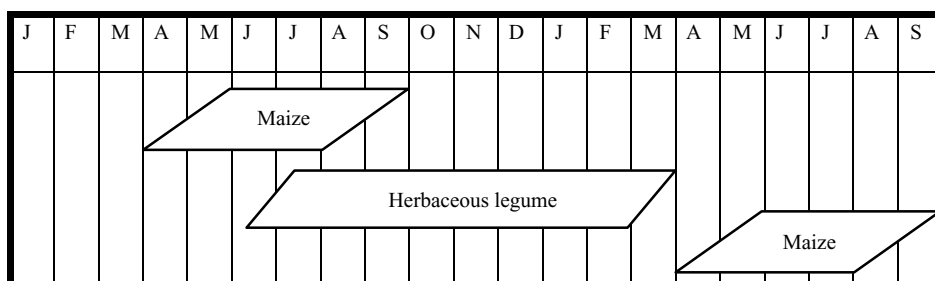 J F M A M J J A S O N D J F M A M J J A S
Maize
Herbaceous legume
Maize